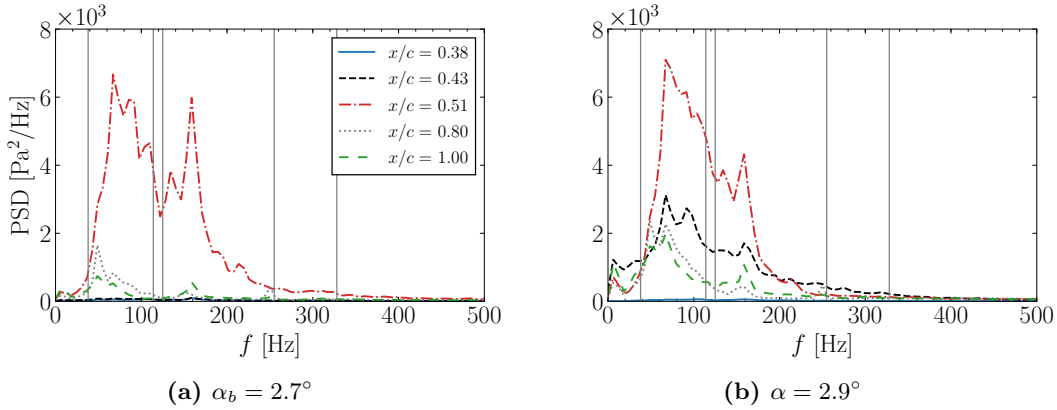 ×10³
8
6
4
2
0
PSD [Pa²/Hz]
x/c = 0.38
x/c = 0.43
x/c = 0.51
x/c = 0.80
x/c = 1.00
0 100 200 300 400 500
f [Hz]
(a) α_b = 2.7°
×10³
8
6
4
2
0
0 100 200 300 400 500
f [Hz]
(b) α = 2.9°